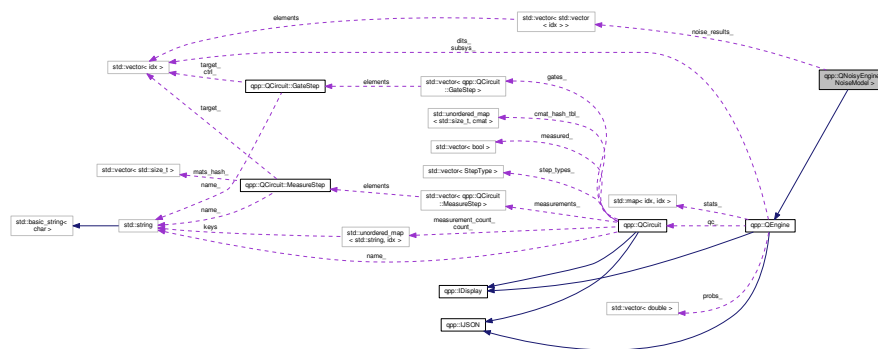 elements
std::vector< std::vector
< idx > >
noise_results_
dits_
subsys_
std::vector< idx >
target_
ctrl_
qpp::QCircuit::GateStep
elements
std::vector< qpp::QCircuit
::GateStep >
gates_
qpp::QNoisyEngine
NoiseModel >
target_
std::unordered_map
< std::size_t, cmat >
cmat_hash_tbl_
std::vector< bool >
measured_
std::vector< std::size_t >
mats_hash_
std::vector< StepType >
step_types_
qpp::QCircuit::MeasureStep
elements
std::vector< qpp::QCircuit
::MeasureStep >
measurements_
std::map< idx, idx >
stats_
name_
name_
std::basic_string<
char >
std::string
keys
std::unordered_map
< std::string, idx >
measurement_count_
count_
qpp::QCircuit
qc_
qpp::QEngine
name_
qpp::IDisplay
probs_
std::vector< double >
qpp::IJSON